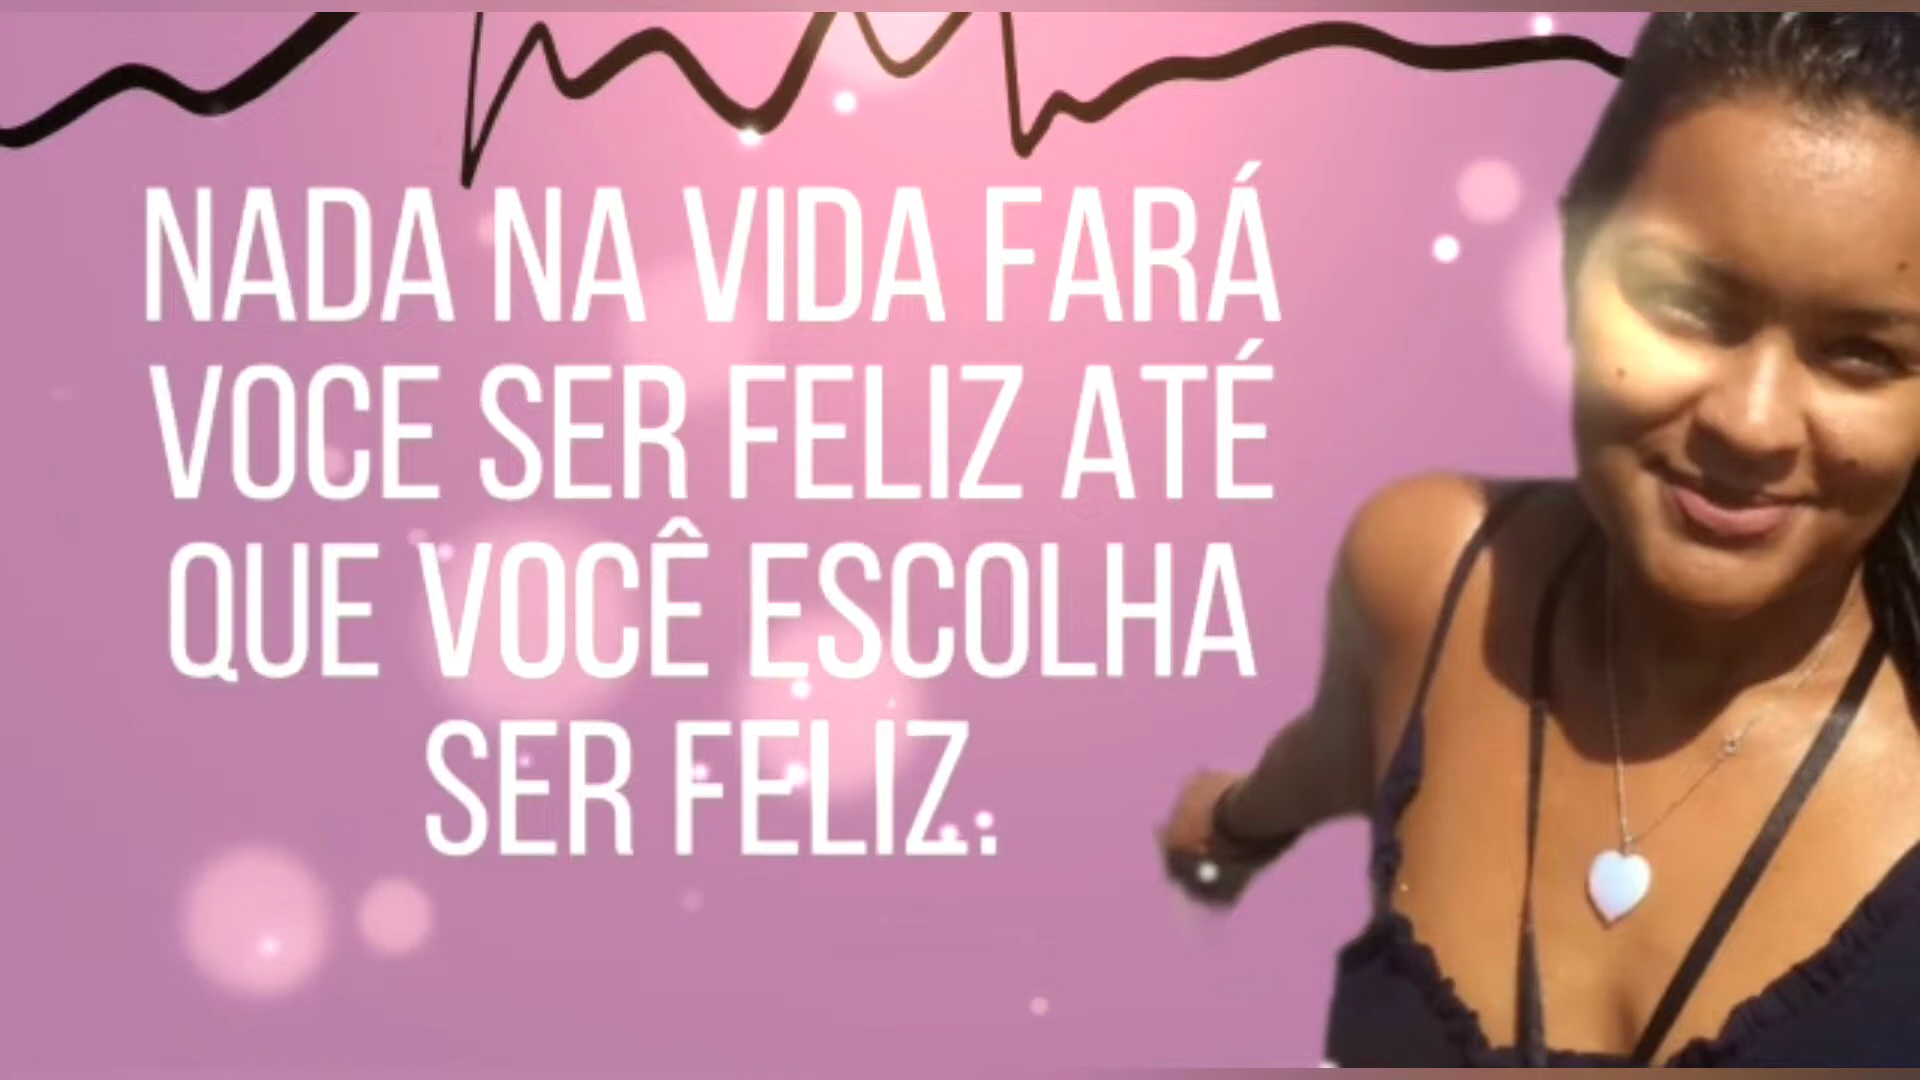 NADA NA VIDA FARÁ
VOCE SER FELIZ ATÉ
QUE VOCÊ ESCOLHA
SER FELIZ.